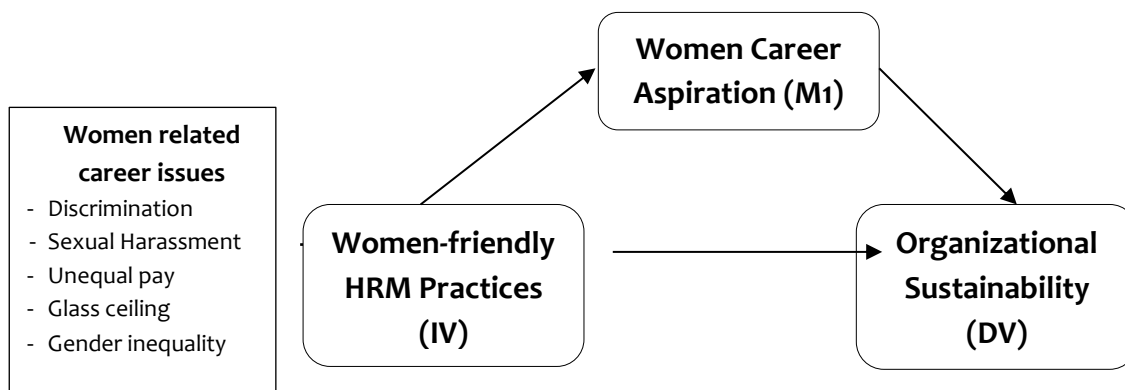 Women Career
Aspiration (M1)
Women related
career issues
- Discrimination
- Sexual Harassment
- Unequal pay
- Glass ceiling
- Gender inequality
Women-friendly
HRM Practices
(IV)
Organizational
Sustainability
(DV)